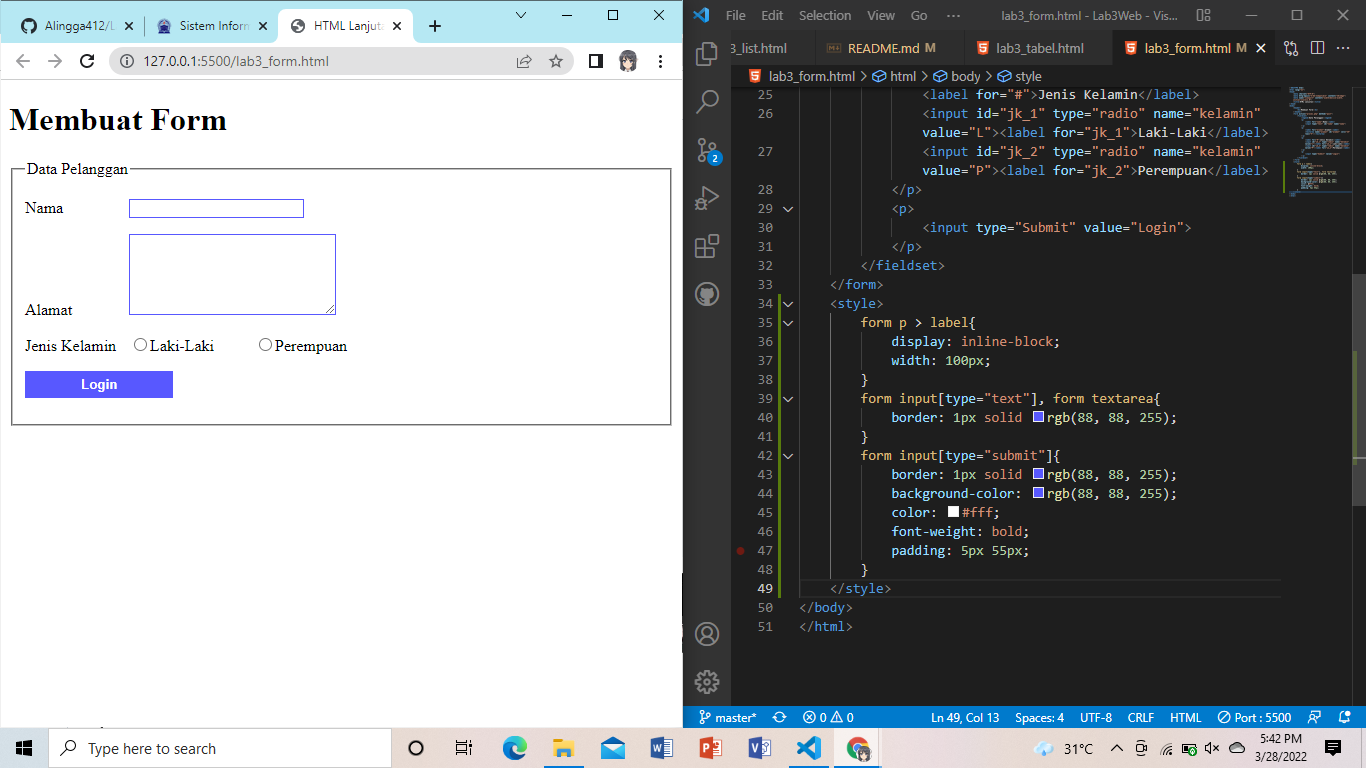 Alingga412/L
Sistem Inform
HTML Lanjuta
127.0.0.1:5500/lab3_form.html
Membuat Form
Data Pelanggan
Nama
Alamat
Jenis Kelamin Laki-Laki Perempuan
Login
File Edit Selection View Go ··· lab3_form.html - Lab3Web - Vis...
3_list.html README.md M lab3_tabel.html lab3_form.html M
lab3_form.html > html > body > style
2
25 <label for="#">Jenis Kelamin</label>
26 <input id="jk_1" type="radio" name="kelamin"
value="L"><label for="jk_1">Laki-Laki</label>
27 <input id="jk_2" type="radio" name="kelamin"
value="P"><label for="jk_2">Perempuan</label>
28 </p>
29 <p>
30 <input type="Submit" value="Login">
31 </p>
32 </fieldset>
33 </form>
34 <style>
35 form p > label{
36 display: inline-block;
37 width: 100px;
38 }
39 form input[type="text"], form textarea{
40 border: 1px solid rgb(88, 88, 255);
41 }
42 form input[type="submit"]{
43 border: 1px solid rgb(88, 88, 255);
44 background-color: rgb(88, 88, 255);
45 color: #fff;
46 font-weight: bold;
47 padding: 5px 55px;
48 }
49 </style>
50 </body>
51 </html>
master* 0 0 Ln 49, Col 13 Spaces: 4 UTF-8 CRLF HTML Port : 5500
Type here to search
31°C
5:42 PM
3/28/2022